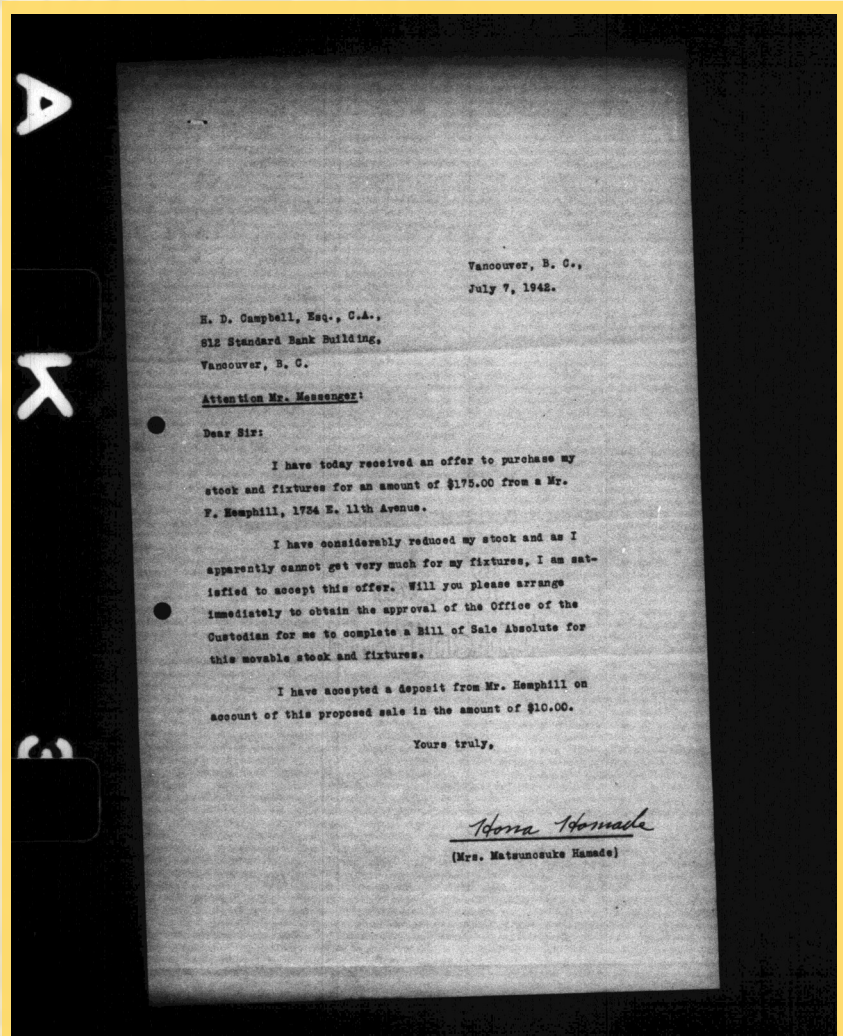 A
K
3
Vancouver, B. C.,
July 7, 1942.
H. D. Campbell, Esq., C.A.,
812 Standard Bank Building,
Vancouver, B. C.
Attention Mr. Messenger:
Dear Sir:
I have today received an offer to purchase my
stock and fixtures for an amount of $175.00 from a Mr.
F. Hemphill, 1734 E. 11th Avenue.
I have considerably reduced my stock and as I
apparently cannot get very much for my fixtures, I am sat-
isfied to accept this offer. Will you please arrange
immediately to obtain the approval of the Office of the
Custodian for me to complete a Bill of Sale Absolute for
this movable stock and fixtures.
I have accepted a deposit from Mr. Hemphill on
account of this proposed sale in the amount of $10.00.
Yours truly,
Hona Homade
(Mrs. Matsunosuke Hamade)